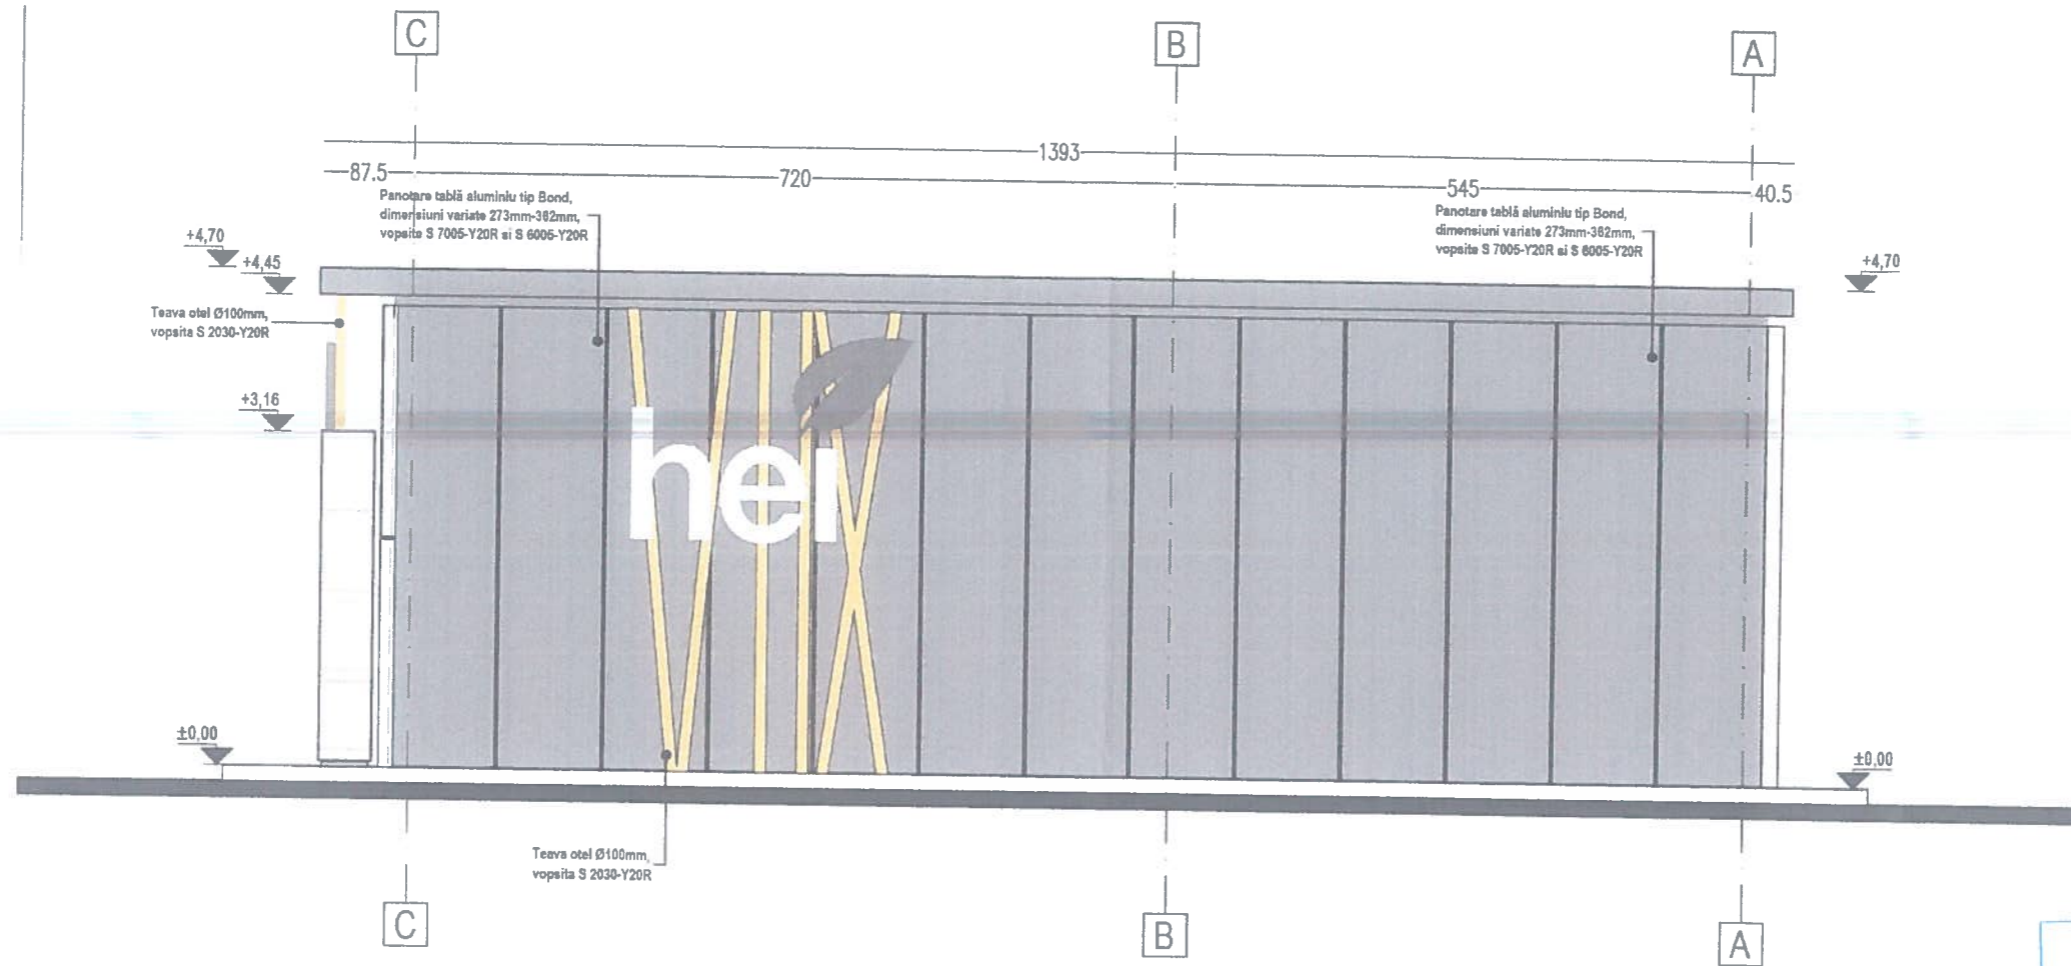 C
B
A
1393
87.5
720
545
40.5
Panotare tablă aluminiu tip Bond,
dimensiuni variate 273mm-362mm,
vopsite S 7005-Y20R si S 6005-Y20R
Panotare tablă aluminiu tip Bond,
dimensiuni variate 273mm-362mm,
vopsite S 7005-Y20R si S 6005-Y20R
+4,70
+4,45
+4,70
Teava otel Ø100mm,
vopsita S 2030-Y20R
+3,16
hei
±0,00
±0,00
Teava otel Ø100mm,
vopsita S 2030-Y20R
C
B
A